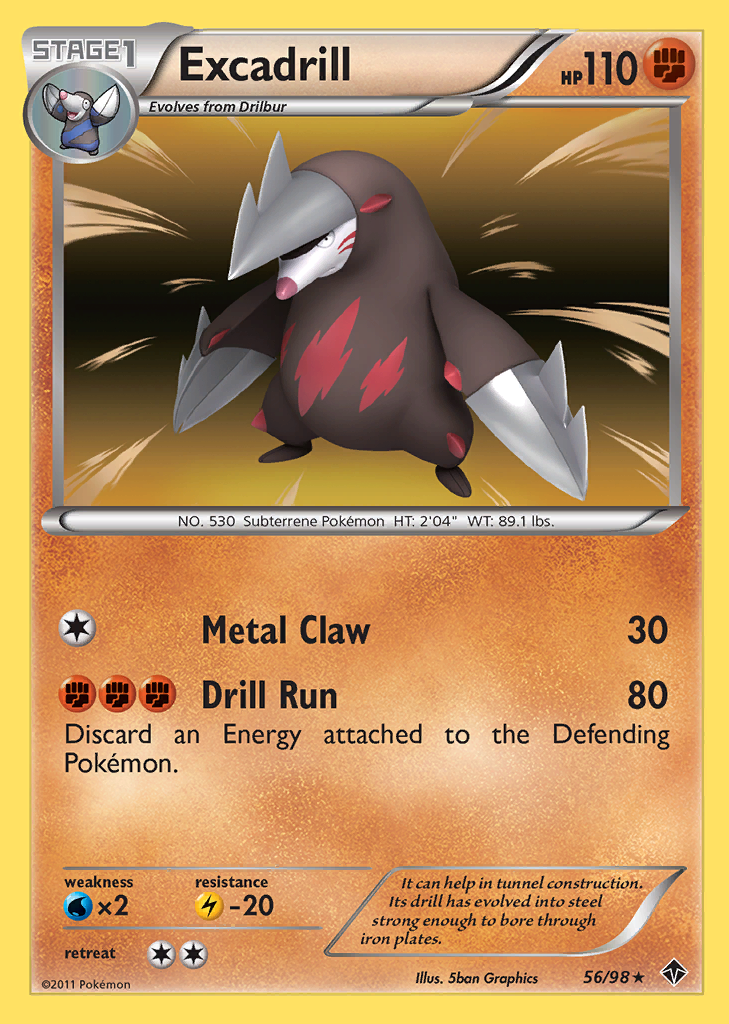 STAGE1
Excadrill
HP110
Evolves from Drilbur
NO. 530 Subterrene Pokémon HT: 2'04" WT: 89.1 lbs.
Metal Claw 30
Drill Run 80
Discard an Energy attached to the Defending
Pokémon.
weakness resistance
×2 -20
retreat
It can help in tunnel construction.
Its drill has evolved into steel
strong enough to bore through
iron plates.
©2011 Pokémon
Illus. 5ban Graphics
56/98★